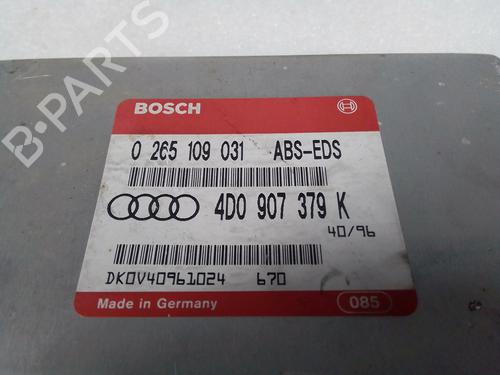 BOSCH
0 265 109 031 ABS-EDS
4D0 907 379 K
40/96
DK0V40961024 670
Made in Germany 085
B-PARTS